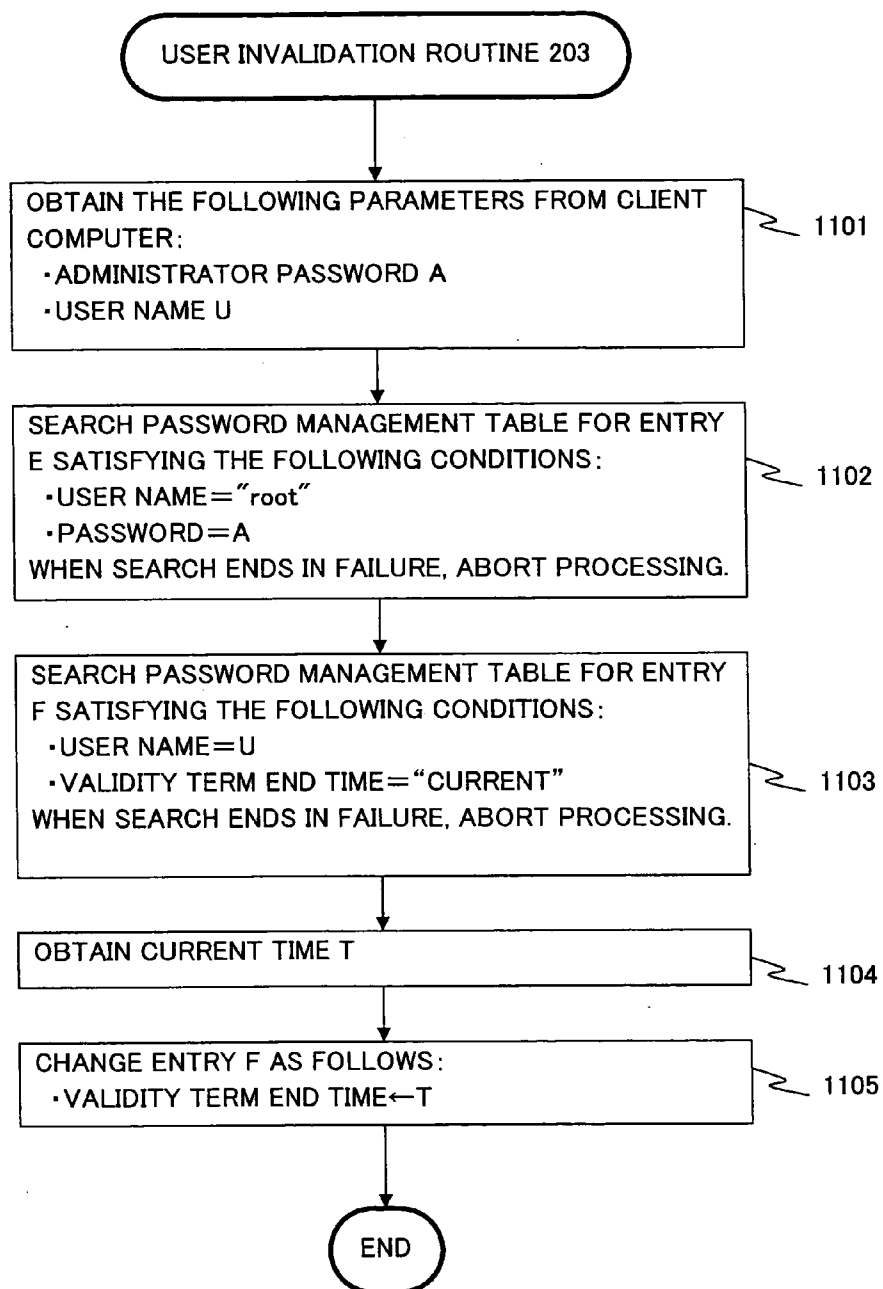 USER INVALIDATION ROUTINE 203
OBTAIN THE FOLLOWING PARAMETERS FROM CLIENT
COMPUTER:
・ADMINISTRATOR PASSWORD A
・USER NAME U
1101
SEARCH PASSWORD MANAGEMENT TABLE FOR ENTRY
E SATISFYING THE FOLLOWING CONDITIONS:
・USER NAME="root"
・PASSWORD=A
WHEN SEARCH ENDS IN FAILURE, ABORT PROCESSING.
1102
SEARCH PASSWORD MANAGEMENT TABLE FOR ENTRY
F SATISFYING THE FOLLOWING CONDITIONS:
・USER NAME=U
・VALIDITY TERM END TIME="CURRENT"
WHEN SEARCH ENDS IN FAILURE, ABORT PROCESSING.
1103
OBTAIN CURRENT TIME T
1104
CHANGE ENTRY F AS FOLLOWS:
・VALIDITY TERM END TIME←T
1105
END